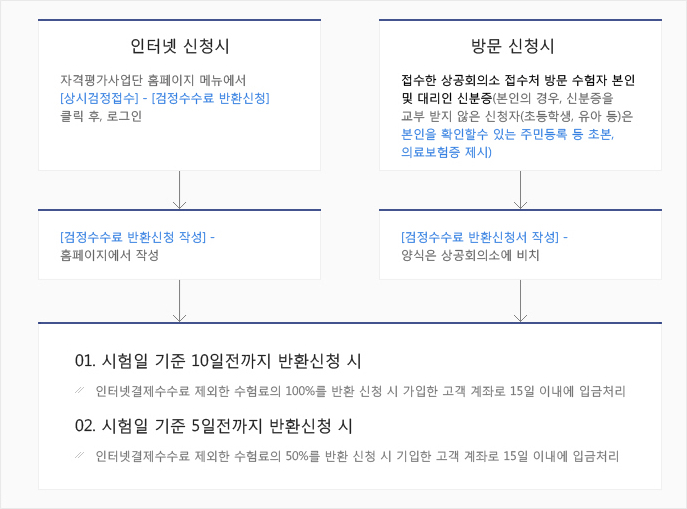 인터넷 신청시
자격평가사업단 홈페이지 메뉴에서
[상시검정접수] - [검정수수료 반환신청]
클릭 후, 로그인
방문 신청시
접수한 상공회의소 접수처 방문 수험자 본인
및 대리인 신분증(본인의 경우, 신분증을
교부 받지 않은 신청자(초등학생, 유아 등)은
본인을 확인할수 있는 주민등록 등 초본,
의료보험증 제시)
[검정수수료 반환신청 작성] -
홈페이지에서 작성
[검정수수료 반환신청서 작성] -
양식은 상공회의소에 비치
01. 시험일 기준 10일전까지 반환신청 시
인터넷결제수수료 제외한 수험료의 100%를 반환 신청 시 가입한 고객 계좌로 15일 이내에 입금처리
02. 시험일 기준 5일전까지 반환신청 시
인터넷결제수수료 제외한 수험료의 50%를 반환 신청 시 기입한 고객 계좌로 15일 이내에 입금처리